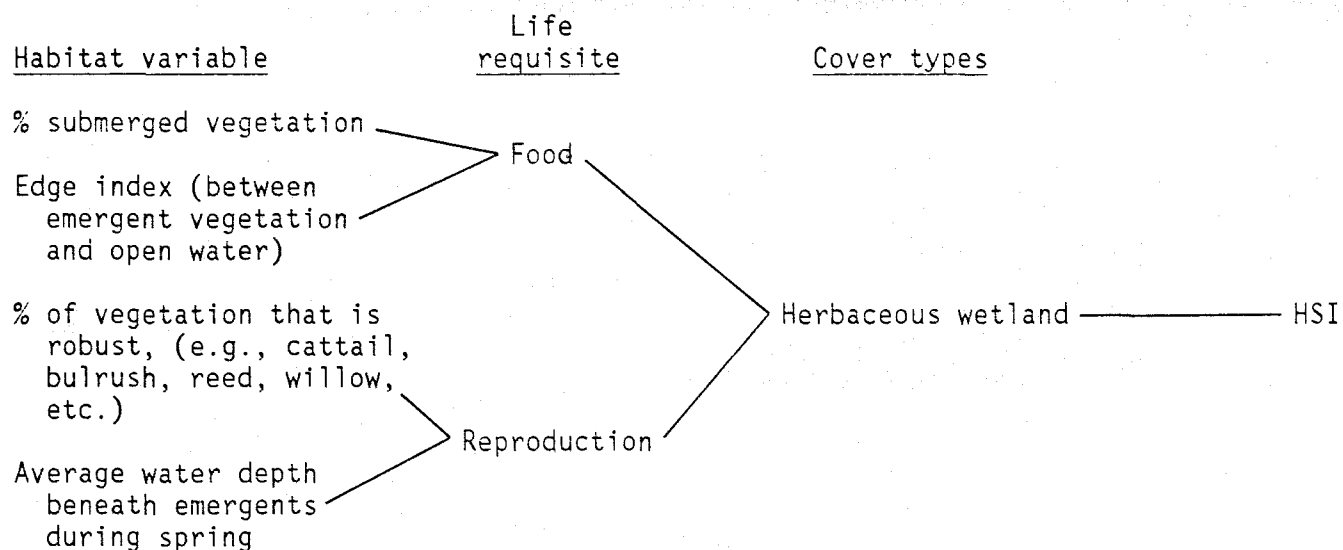 Life
Habitat variable requisite Cover types
% submerged vegetation
Food
Edge index (between
emergent vegetation
and open water)
% of vegetation that is
robust, (e.g., cattail,
bulrush, reed, willow,
etc.)
Herbaceous wetland HSI
Reproduction
Average water depth
beneath emergents
during spring